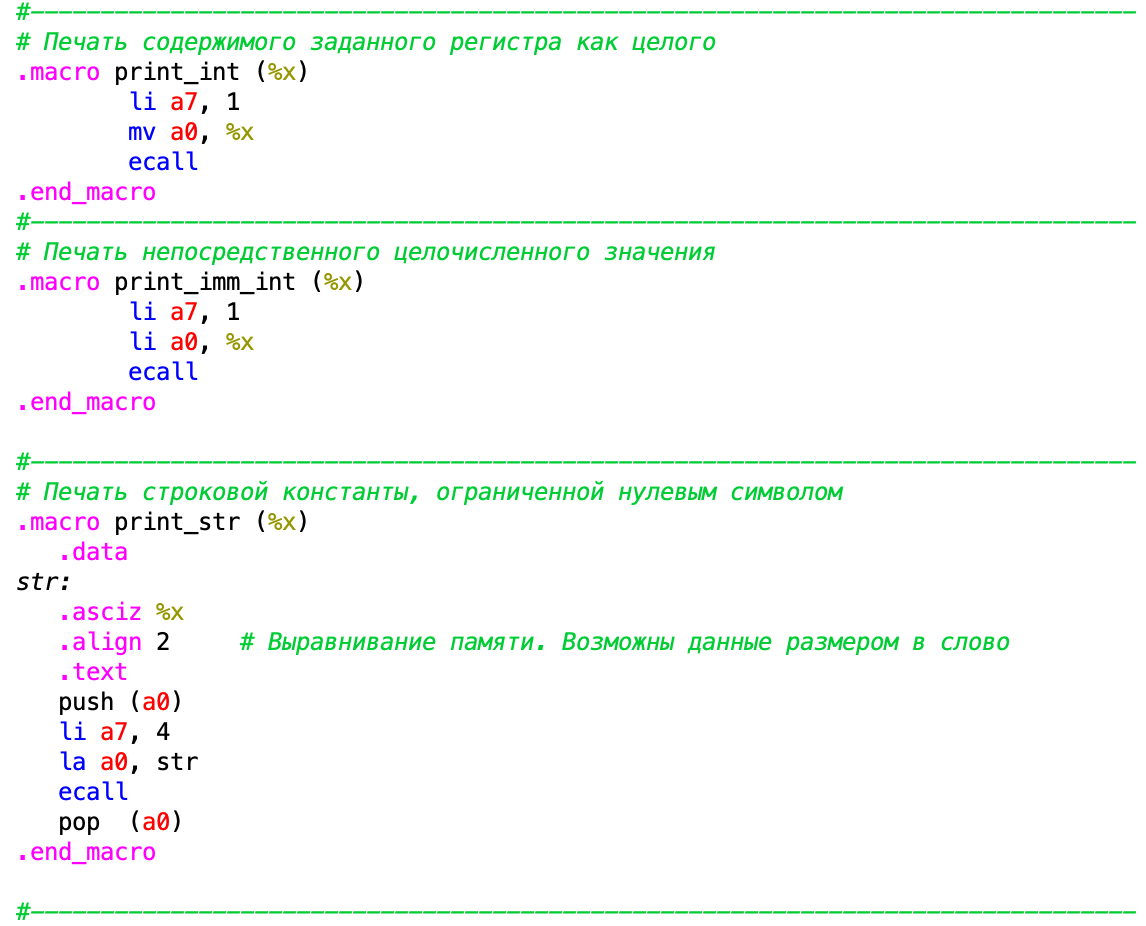 #-------------------------------------------------------------------------------
# Печать содержимого заданного регистра как целого
.macro print_int (%x)
        li a7, 1
        mv a0, %x
        ecall
.end_macro
#-------------------------------------------------------------------------------
# Печать непосредственного целочисленного значения
.macro print_imm_int (%x)
        li a7, 1
        li a0, %x
        ecall
.end_macro
#-------------------------------------------------------------------------------
# Печать строковой константы, ограниченной нулевым символом
.macro print_str (%x)
   .data
str:
   .asciz %x
   .align 2     # Выравнивание памяти. Возможны данные размером в слово
   .text
   push (a0)
   li a7, 4
   la a0, str
   ecall
   pop  (a0)
.end_macro
#-------------------------------------------------------------------------------